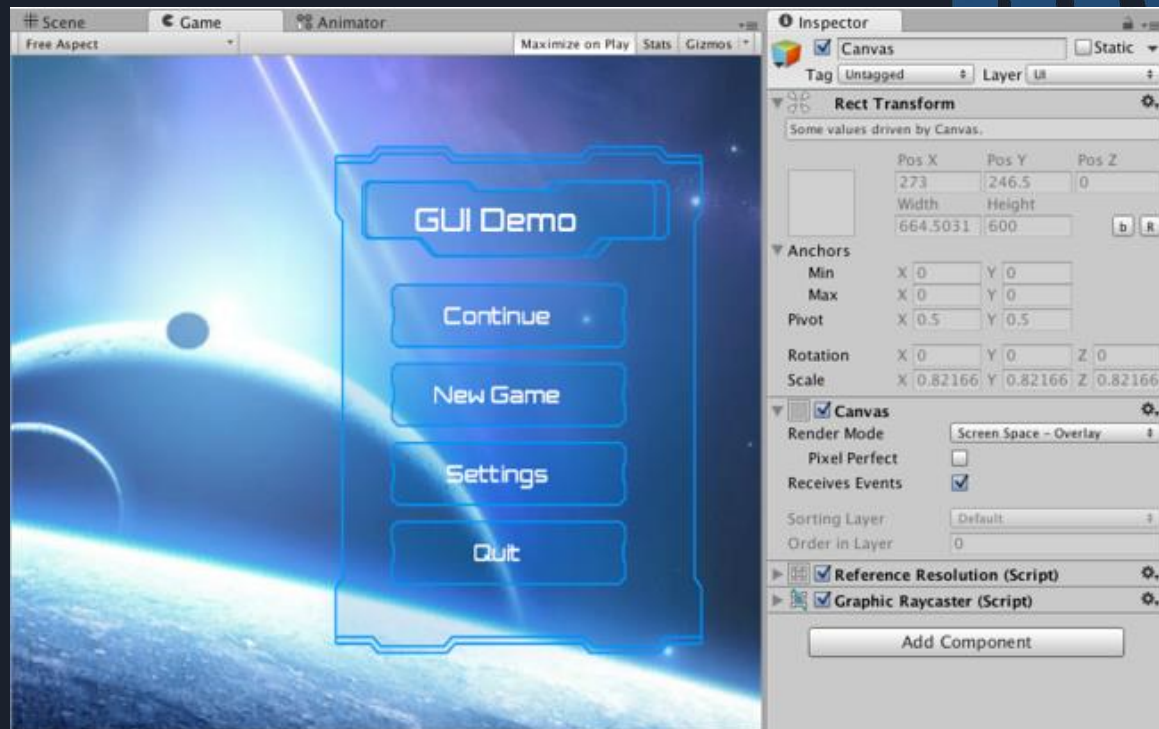 Scene Game Animator
Free Aspect Maximize on Play Stats Gizmos
GUI Demo
Continue
New Game
Settings
Quit
Inspector
Canvas Static
Tag Untagged Layer UI
Rect Transform
Some values driven by Canvas.
Pos X Pos Y Pos Z
273 246.5 0
Width Height
664.5031 600 b R
Anchors
Min X 0 Y 0
Max X 0 Y 0
Pivot X 0.5 Y 0.5
Rotation X 0 Y 0 Z 0
Scale X 0.82166 Y 0.82166 Z 0.82166
Canvas
Render Mode Screen Space - Overlay
Pixel Perfect
Receives Events
Sorting Layer Default
Order in Layer 0
Reference Resolution (Script)
Graphic Raycaster (Script)
Add Component